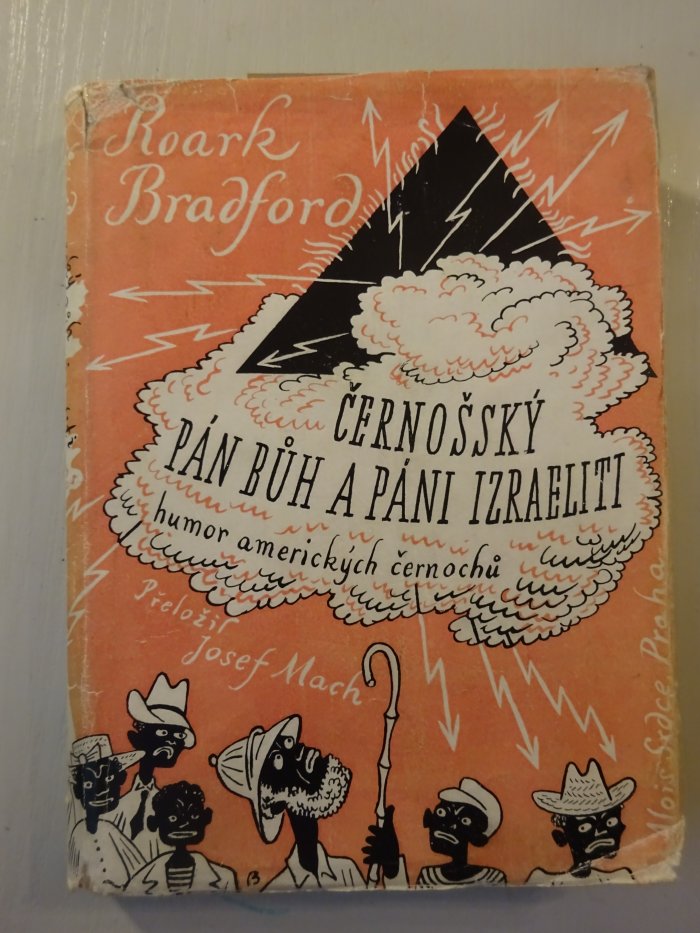 Roark
Bradford
ČERNOŠSKÝ
PÁN BŮH A PÁNI IZRAELITI
humor amerických černochů
Přeložil
Josef Mach
Alois Srdce Praha
B